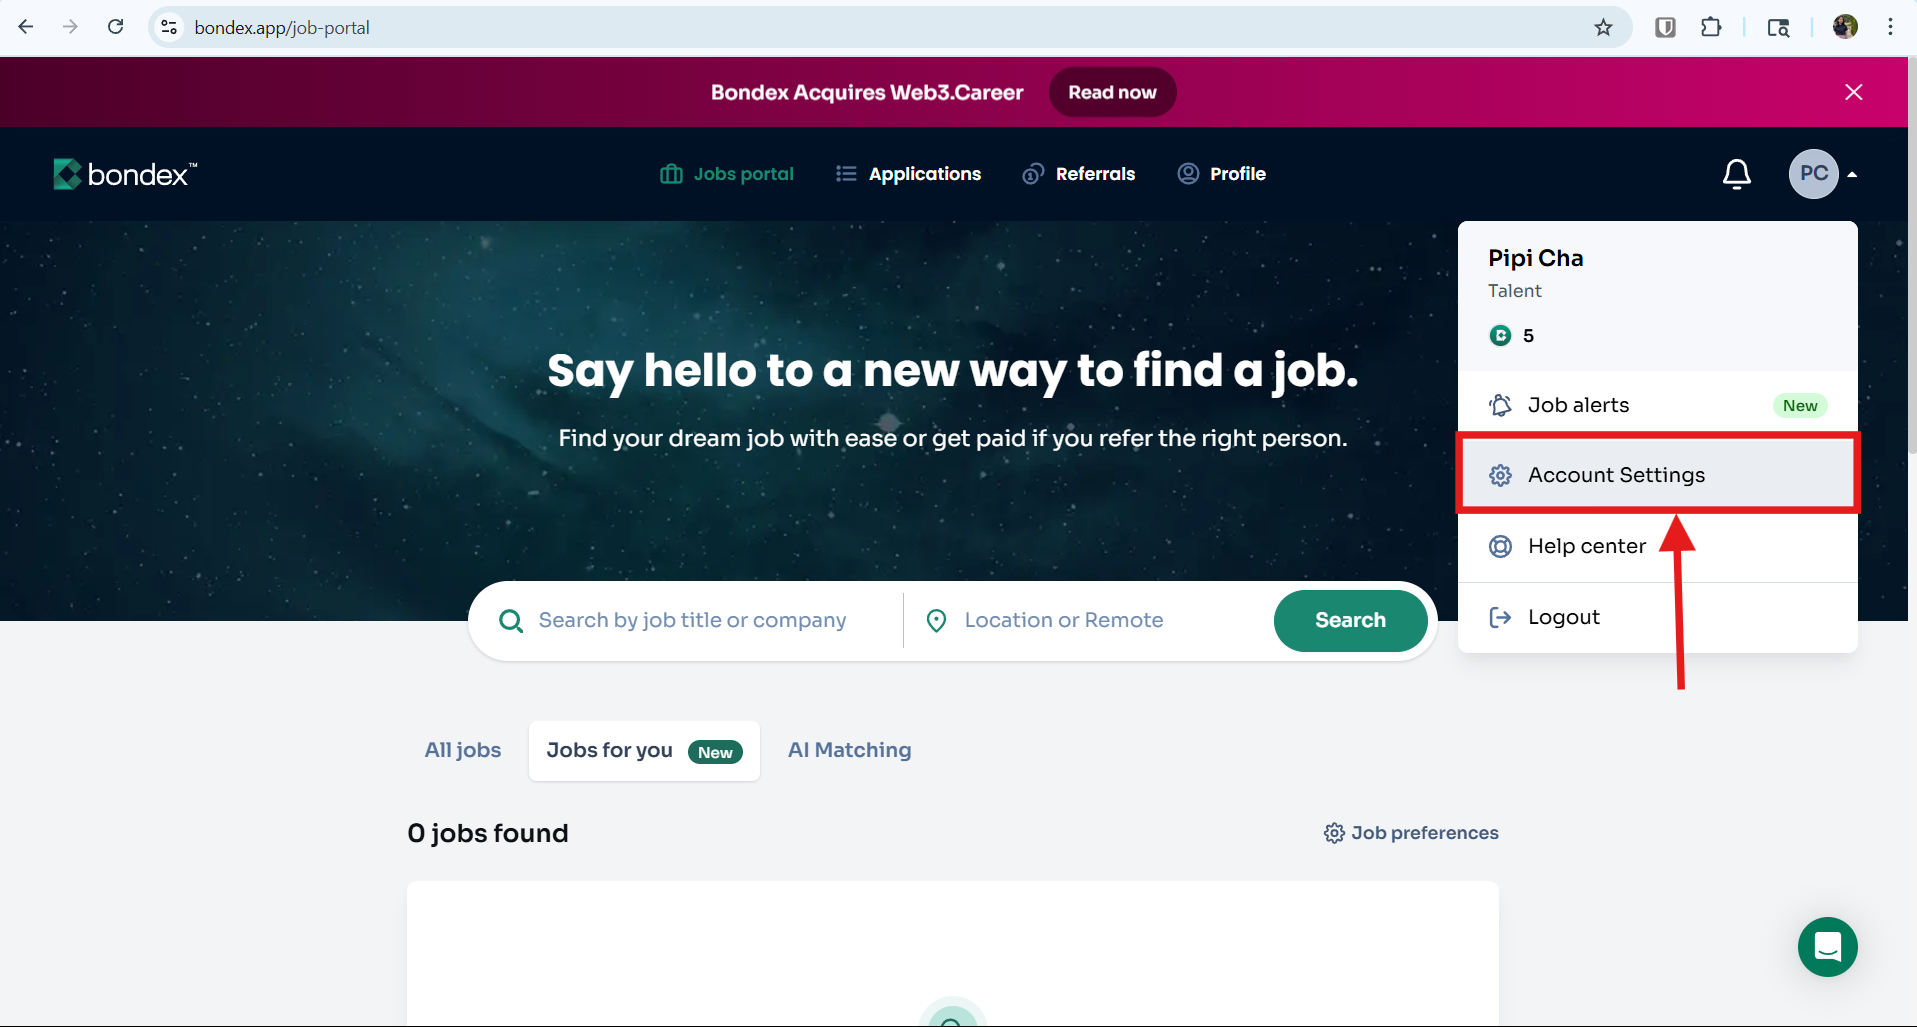 bondex.app/job-portal
Bondex Acquires Web3.Career
Read now
bondex™
Jobs portal
Applications
Referrals
Profile
PC
Pipi Cha
Talent
5
Job alerts
New
Account Settings
Help center
Logout
Say hello to a new way to find a job.
Find your dream job with ease or get paid if you refer the right person.
Search by job title or company
Location or Remote
Search
All jobs
Jobs for you
New
AI Matching
0 jobs found
Job preferences